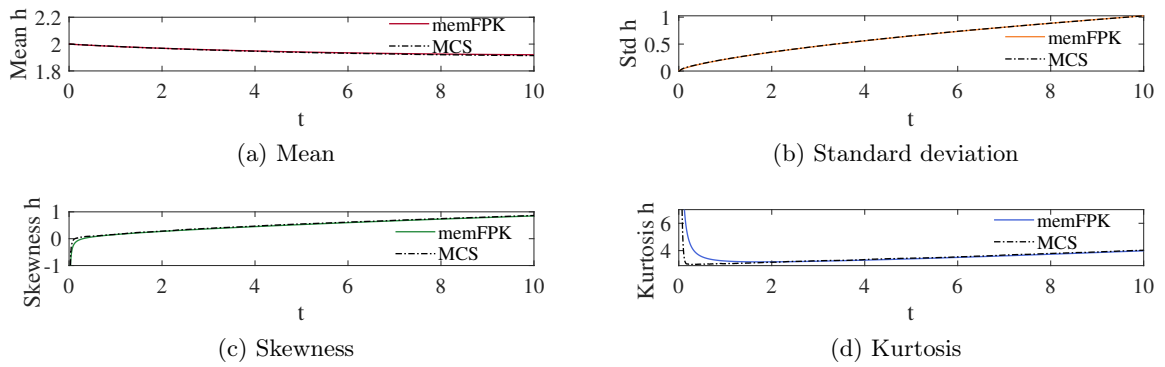 2.2
2
1.8
Mean h
memFPK
MCS
0 2 4 6 8 10
t
(a) Mean
1
0.5
0
Std h
memFPK
MCS
0 2 4 6 8 10
t
(b) Standard deviation
1
0
-1
Skewness h
memFPK
MCS
0 2 4 6 8 10
t
(c) Skewness
6
4
Kurtosis h
memFPK
MCS
0 2 4 6 8 10
t
(d) Kurtosis